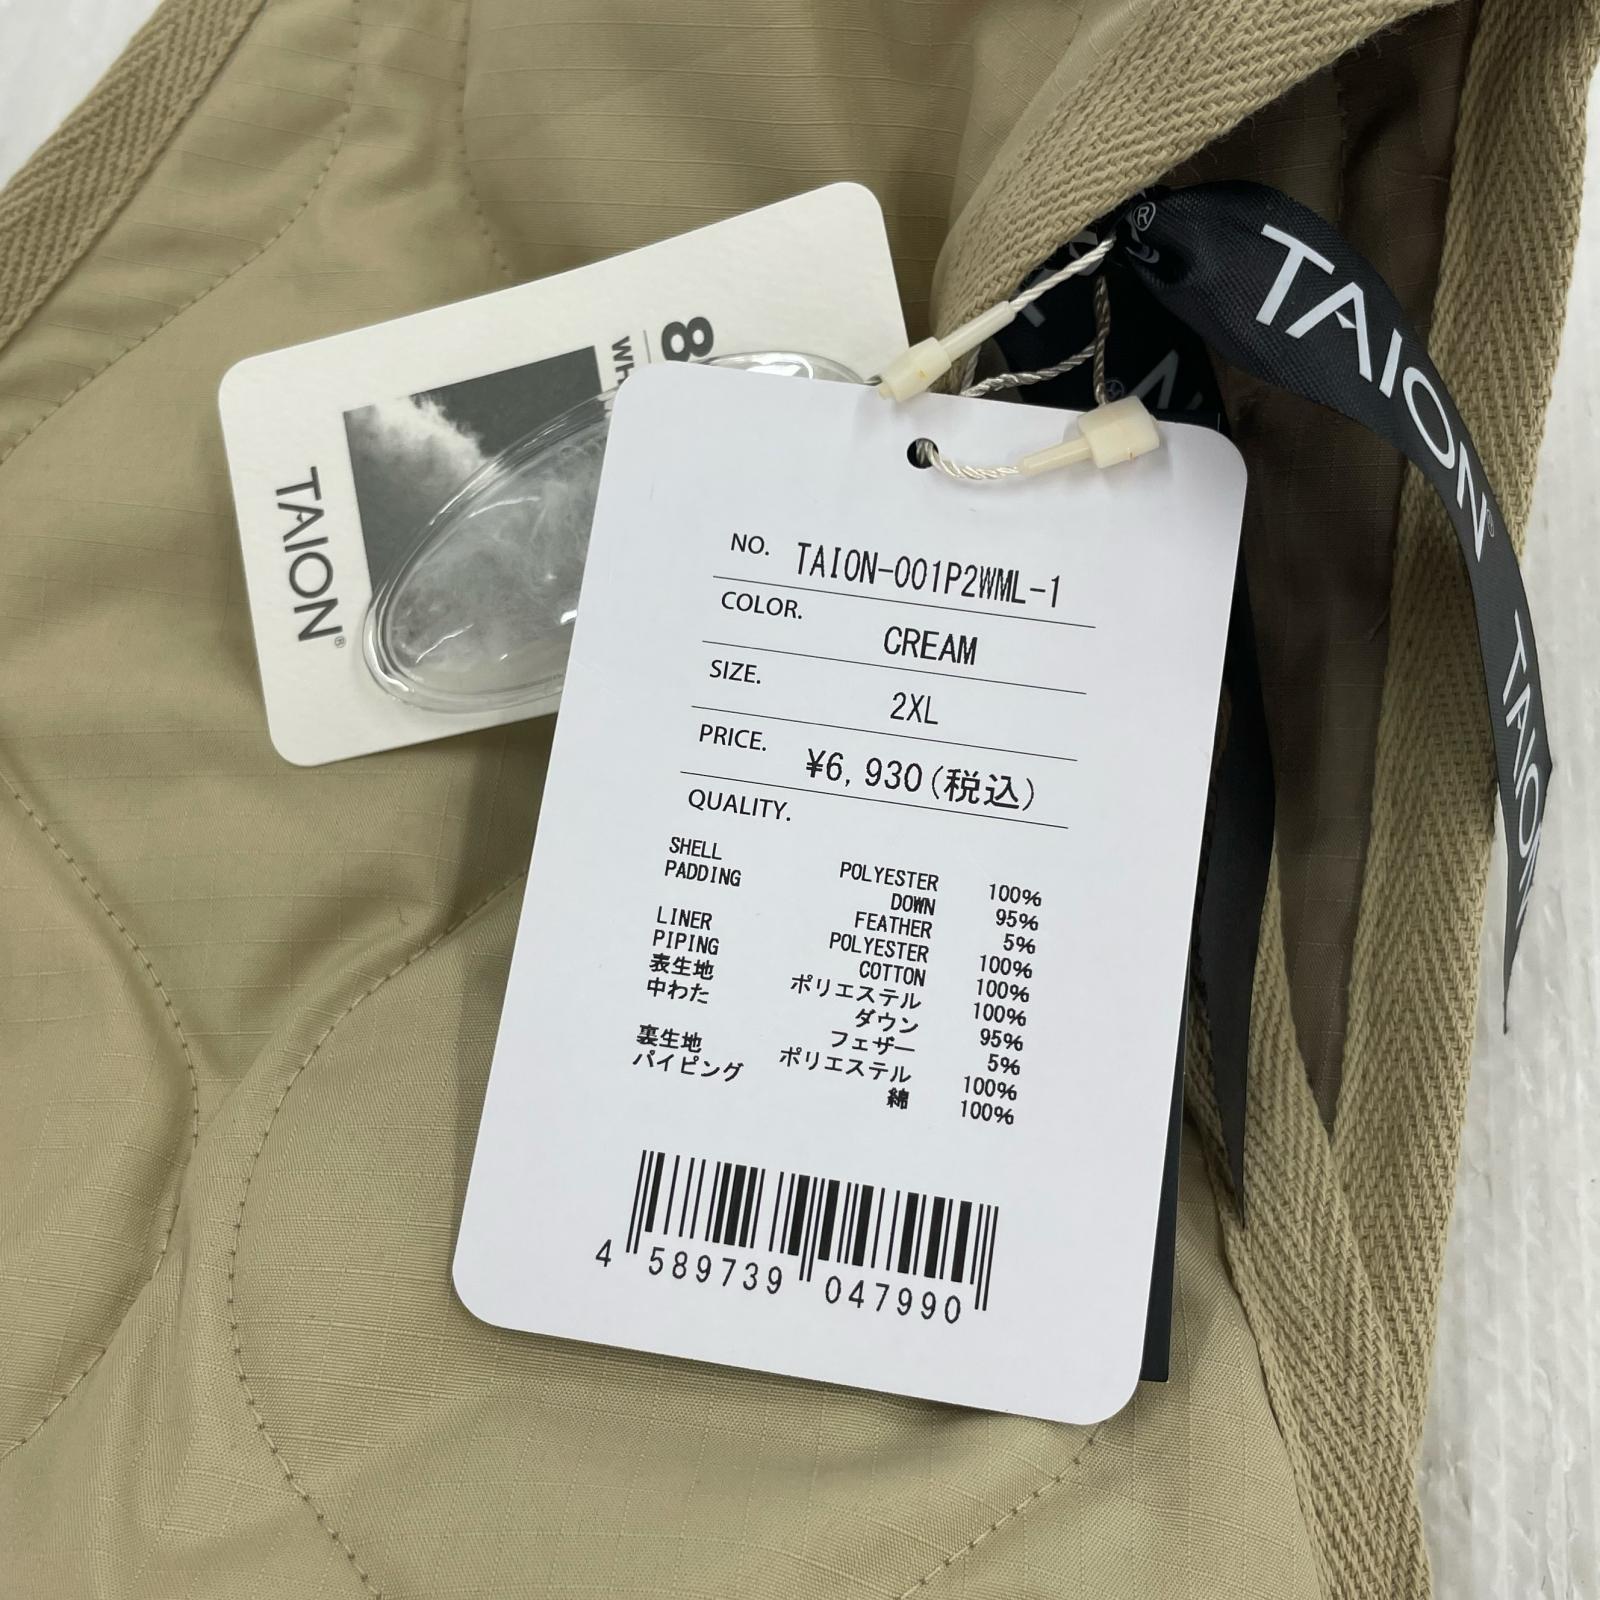 TAION®
TAION
8
TAION®
NO. TAION-001P2WML-1
COLOR. CREAM
SIZE. 2XL
PRICE. ¥6,930(税込)
QUALITY.
SHELL POLYESTER 100%
PADDING DOWN 95%
FEATHER 5%
LINER POLYESTER 100%
PIPING COTTON 100%
表生地 ポリエステル 100%
中わた ダウン 95%
フェザー 5%
裏生地 ポリエステル 100%
パイピング 綿 100%
4 589739 047990